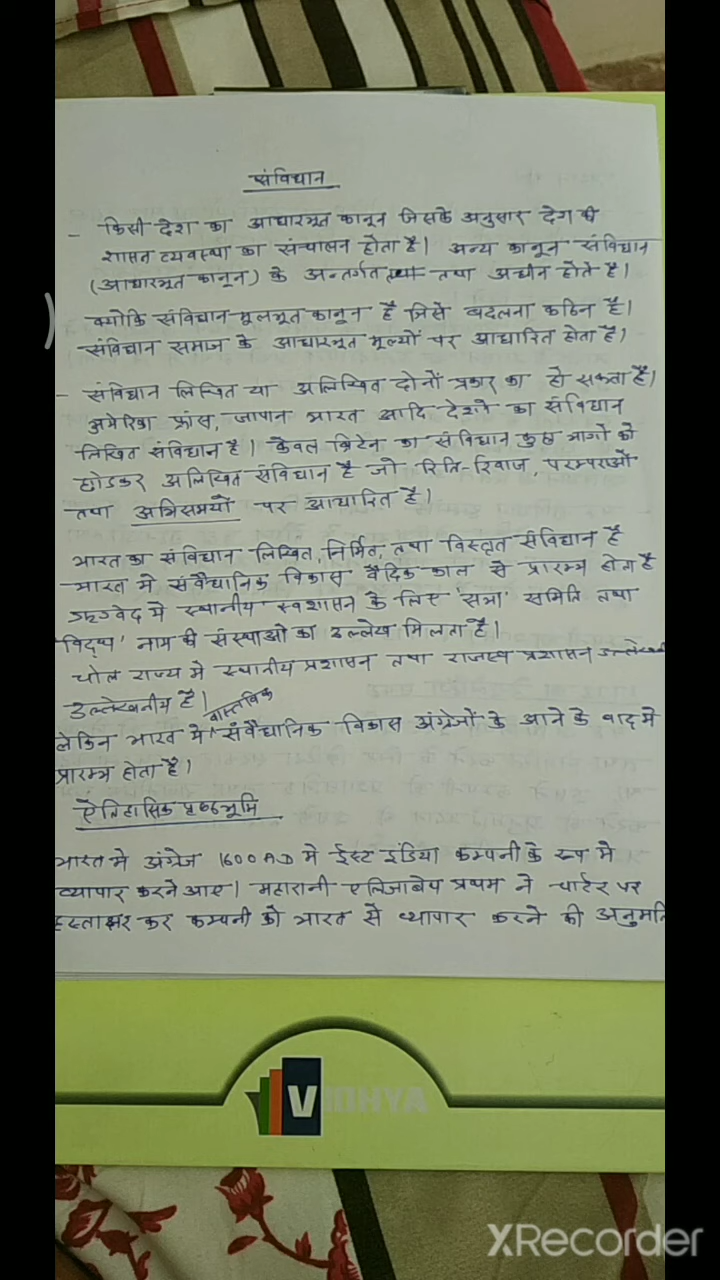 संविधान
- किसी देश का आधारभूत कानून जिसके अनुसार देश की
शासन व्यवस्था का संचालन होता है। अन्य कानून संविधान
(आधारभूत कानून) के अन्तर्गत तथा अधीन होते है।
क्योकि संविधान मूलभूत कानून है जिसे बदलना कठिन है।
संविधान समाज के आधारभूत मूल्यों पर आधारित होता है।
- संविधान लिखित या अलिखित दोनों प्रकार का हो सकता है।
अमेरिका फ्रांस, जापान भारत आदि देशो का संविधान
लिखित संविधान है। केवल ब्रिटेन का संविधान कुछ भागो को
छोडकर अलिखित संविधान है जो रिति-रिवाज, परम्पराओ
तथा अभिसमयों पर आधारित है।
भारत का संविधान लिखित, निर्मित, तथा विस्तृत संविधान है
भारत मे संवैधानिक विकास वैदिक काल से प्रारम्भ होता है
ऋग्वेद मे स्थानीय स्वशासन के लिए 'सभा' समिति तथा
विदथ' नाम की संस्थाओ का उल्लेख मिलता है।
चोल राज्य मे स्थानीय प्रशासन तथा राजस्व प्रशासन
उल्लेखनीय है।
लेकिन भारत मे वास्तविक संवैधानिक विकास अंग्रेजों के आने के बाद मे
प्रारम्भ होता है।
ऐतिहासिक पृष्ठभूमि
भारत मे अंग्रेज 1600 AD मे ईस्ट इंडिया कम्पनी के रूप मे
व्यापार करने आए। महारानी एलिजाबेथ प्रथम ने चार्टर पर
हस्ताक्षर कर कम्पनी को भारत से व्यापार करने की अनुमति
V VIDHYA
XRecorder